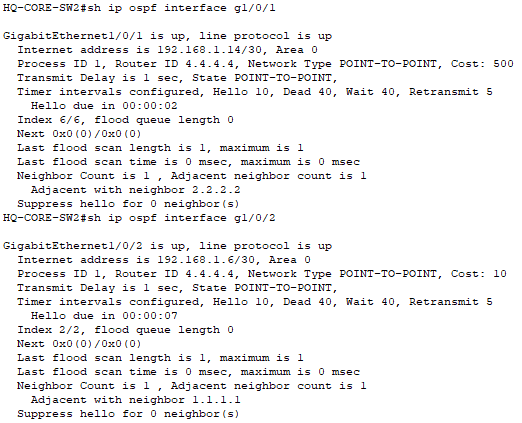 HQ-CORE-SW2#sh ip ospf interface g1/0/1
GigabitEthernet1/0/1 is up, line protocol is up
Internet address is 192.168.1.14/30, Area 0
Process ID 1, Router ID 4.4.4.4, Network Type POINT-TO-POINT, Cost: 500
Transmit Delay is 1 sec, State POINT-TO-POINT,
Timer intervals configured, Hello 10, Dead 40, Wait 40, Retransmit 5
Hello due in 00:00:02
Index 6/6, flood queue length 0
Next 0x0(0)/0x0(0)
Last flood scan length is 1, maximum is 1
Last flood scan time is 0 msec, maximum is 0 msec
Neighbor Count is 1 , Adjacent neighbor count is 1
Adjacent with neighbor 2.2.2.2
Suppress hello for 0 neighbor(s)
HQ-CORE-SW2#sh ip ospf interface g1/0/2
GigabitEthernet1/0/2 is up, line protocol is up
Internet address is 192.168.1.6/30, Area 0
Process ID 1, Router ID 4.4.4.4, Network Type POINT-TO-POINT, Cost: 10
Transmit Delay is 1 sec, State POINT-TO-POINT,
Timer intervals configured, Hello 10, Dead 40, Wait 40, Retransmit 5
Hello due in 00:00:07
Index 2/2, flood queue length 0
Next 0x0(0)/0x0(0)
Last flood scan length is 1, maximum is 1
Last flood scan time is 0 msec, maximum is 0 msec
Neighbor Count is 1 , Adjacent neighbor count is 1
Adjacent with neighbor 1.1.1.1
Suppress hello for 0 neighbor(s)